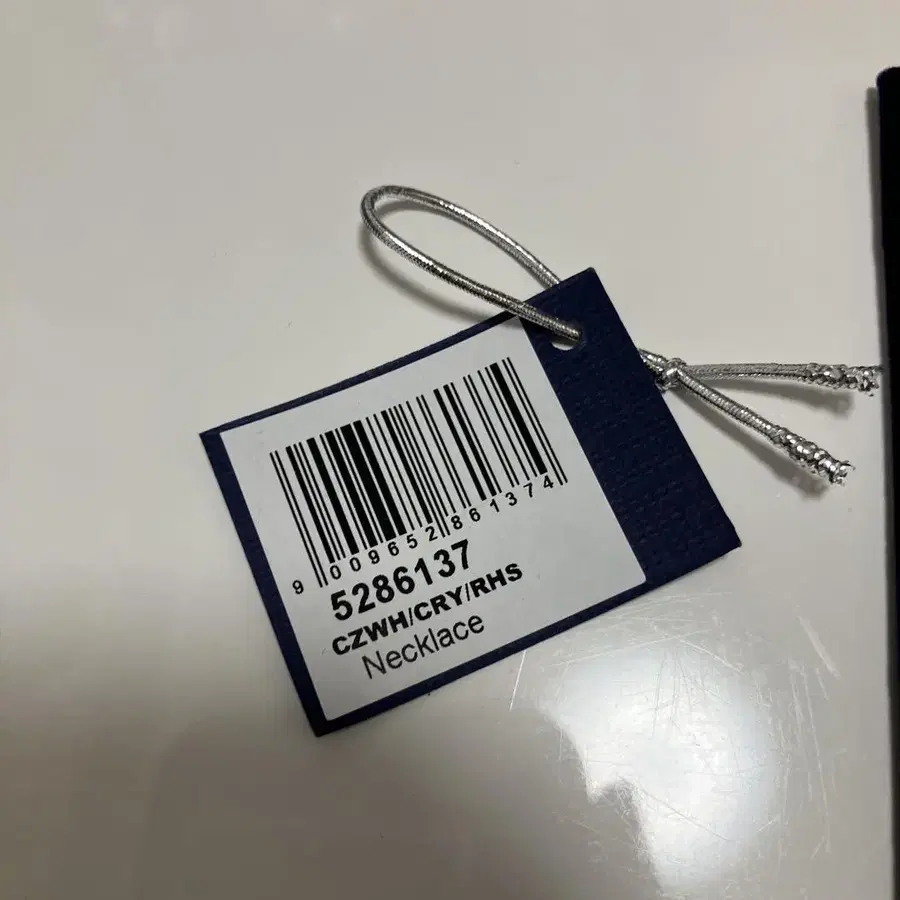 9 009652 861374
5286137
CZWH/CRY/RHS
Necklace